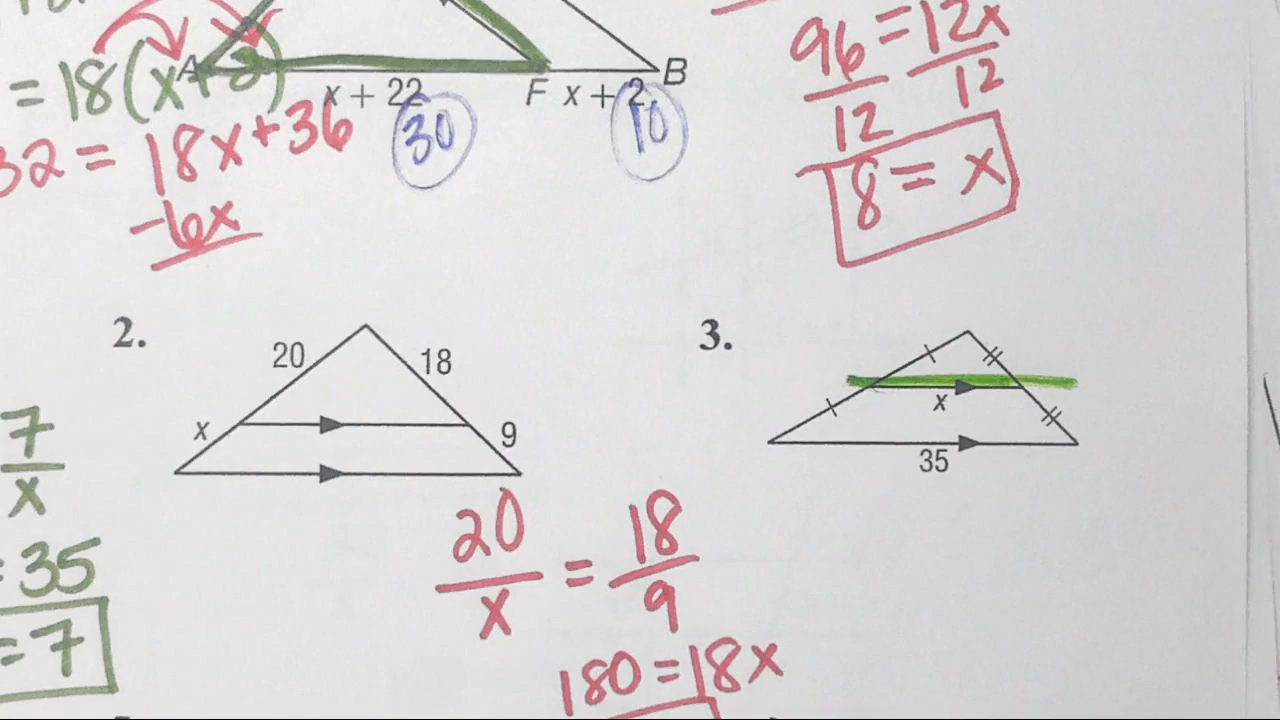 A
B
x + 22
F
x + 2
30
10
= 18(x+2)
32 = 18x+36
-6x
96 = 12x
12 12
8 = x
2.
20
18
x
9
3.
x
35
7
x
= 35
= 7
20 = 18
x 9
180 = 18x